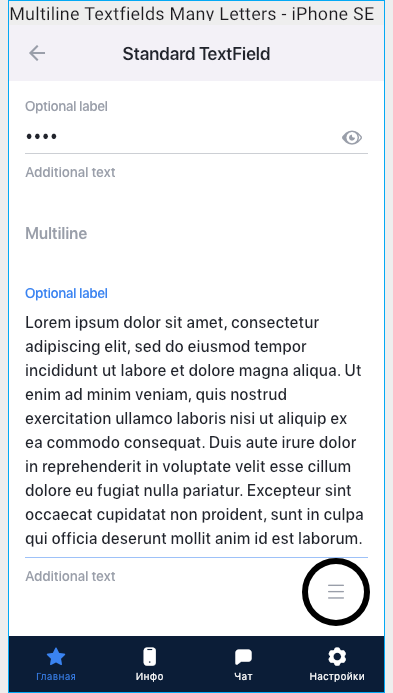 Multiline Textfields Many Letters - iPhone SE
Standard TextField
Optional label
••••
Additional text
Multiline
Optional label
Lorem ipsum dolor sit amet, consectetur
adipiscing elit, sed do eiusmod tempor
incididunt ut labore et dolore magna aliqua. Ut
enim ad minim veniam, quis nostrud
exercitation ullamco laboris nisi ut aliquip ex
ea commodo consequat. Duis aute irure dolor
in reprehenderit in voluptate velit esse cillum
dolore eu fugiat nulla pariatur. Excepteur sint
occaecat cupidatat non proident, sunt in culpa
qui officia deserunt mollit anim id est laborum.
Additional text
Главная Инфо Чат Настройки